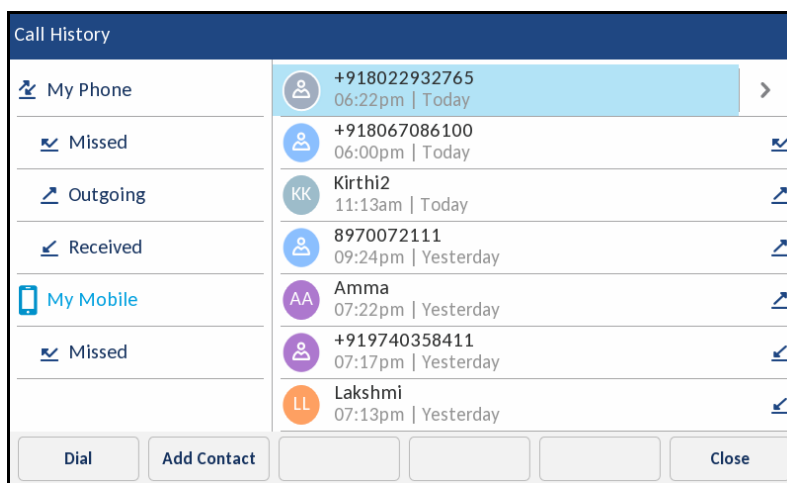 Call History
My Phone
Missed
Outgoing
Received
My Mobile
Missed
+918022932765
06:22pm | Today
+918067086100
06:00pm | Today
KK
Kirthi2
11:13am | Today
8970072111
09:24pm | Yesterday
AA
Amma
07:22pm | Yesterday
+919740358411
07:17pm | Yesterday
LL
Lakshmi
07:13pm | Yesterday
Dial
Add Contact
Close